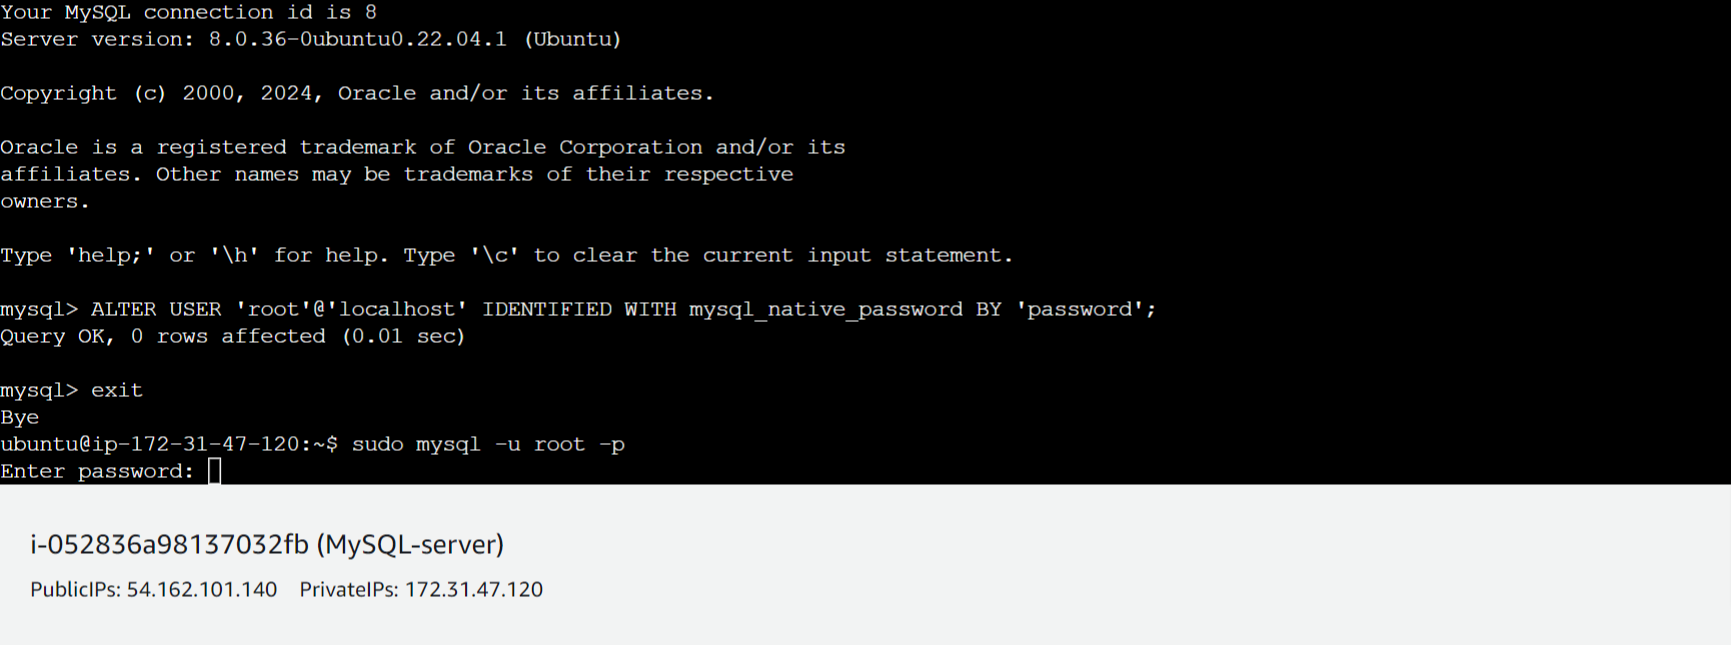 Your MySQL connection id is 8
Server version: 8.0.36-0ubuntu0.22.04.1 (Ubuntu)
Copyright (c) 2000, 2024, Oracle and/or its affiliates.
Oracle is a registered trademark of Oracle Corporation and/or its
affiliates. Other names may be trademarks of their respective
owners.
Type 'help;' or '\h' for help. Type '\c' to clear the current input statement.
mysql> ALTER USER 'root'@'localhost' IDENTIFIED WITH mysql_native_password BY 'password';
Query OK, 0 rows affected (0.01 sec)
mysql> exit
Bye
ubuntu@ip-172-31-47-120:~$ sudo mysql -u root -p
Enter password:
i-052836a98137032fb (MySQL-server)
PublicIPs: 54.162.101.140 PrivateIPs: 172.31.47.120